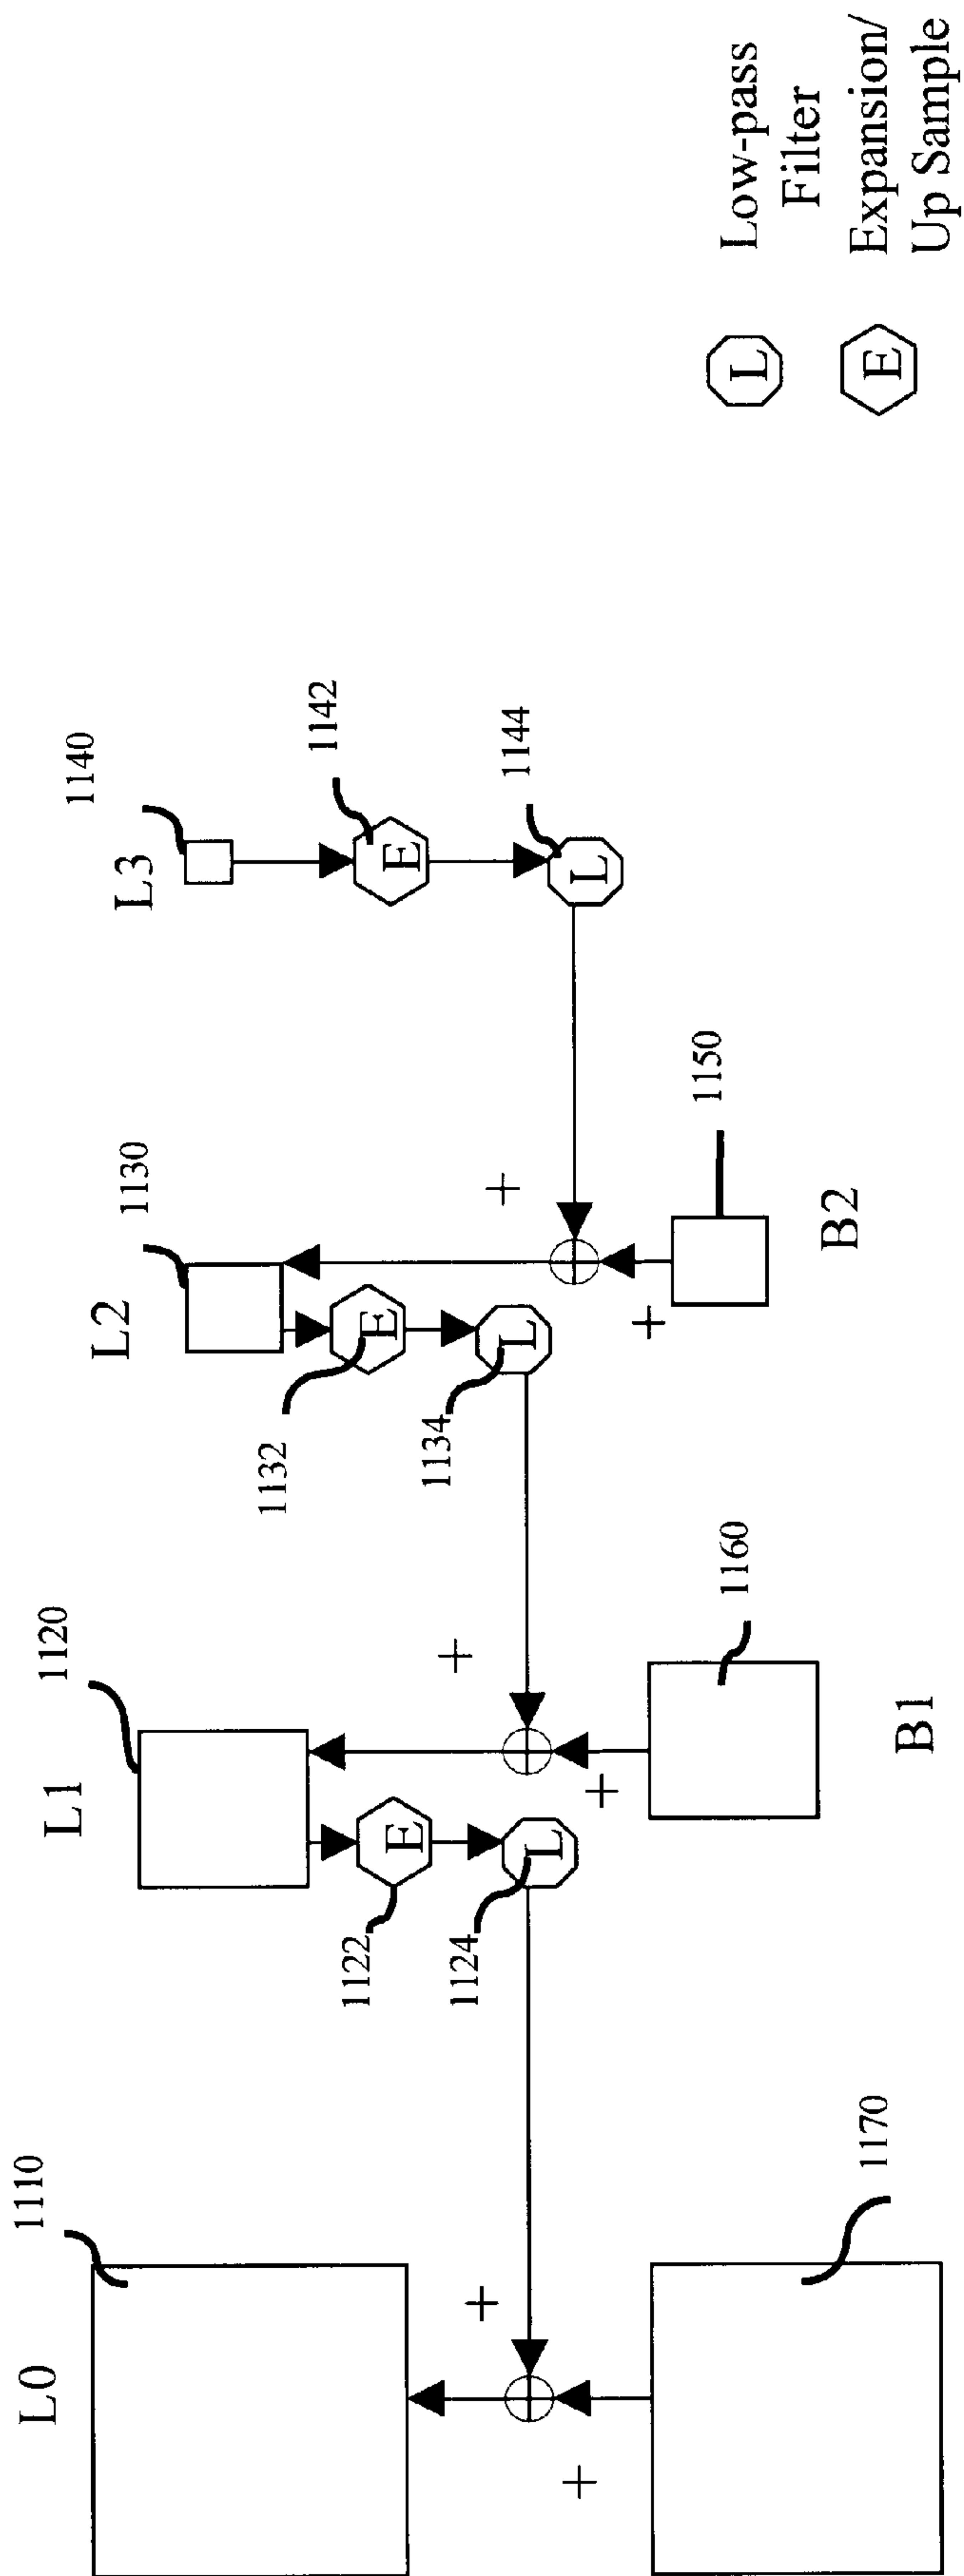 L0
1110
1170
L1
1120
1122
E
1124
L
1160
B1
L2
1130
1132
E
1134
L
1150
B2
L3
1140
1142
E
1144
L
+
+
+
+
+
+
L
Low-pass
Filter
E
Expansion/
Up Sample